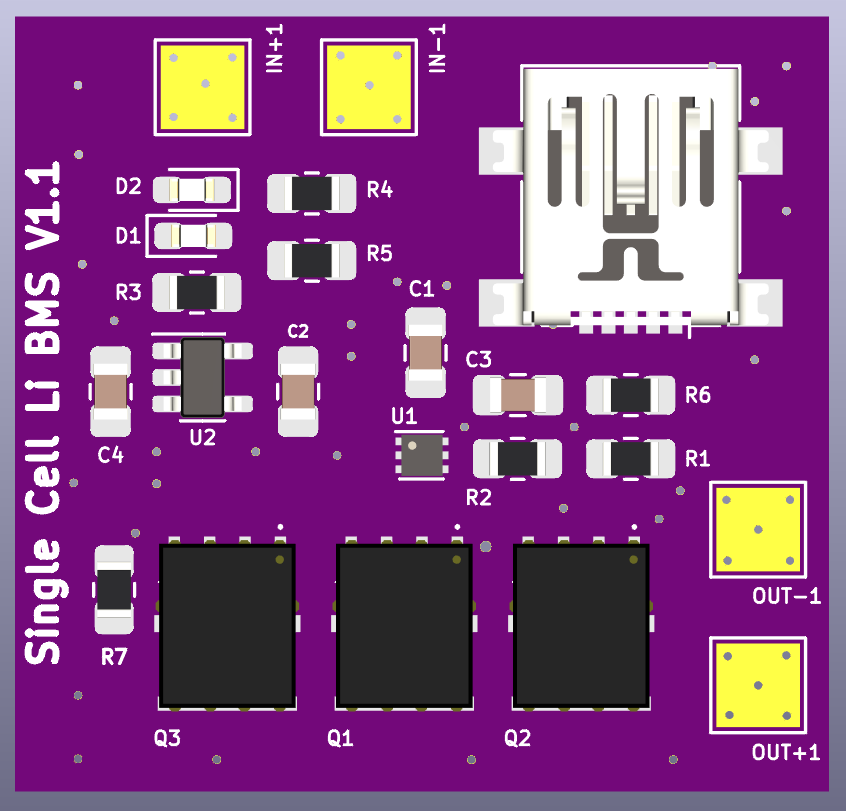 IN+1
IN-1
Single Cell Li BMS V1.1
D2
R4
D1
R5
R3
C1
C2
C3
R6
U1
U2
C4
R1
R2
OUT-1
R7
Q3
Q1
Q2
OUT+1